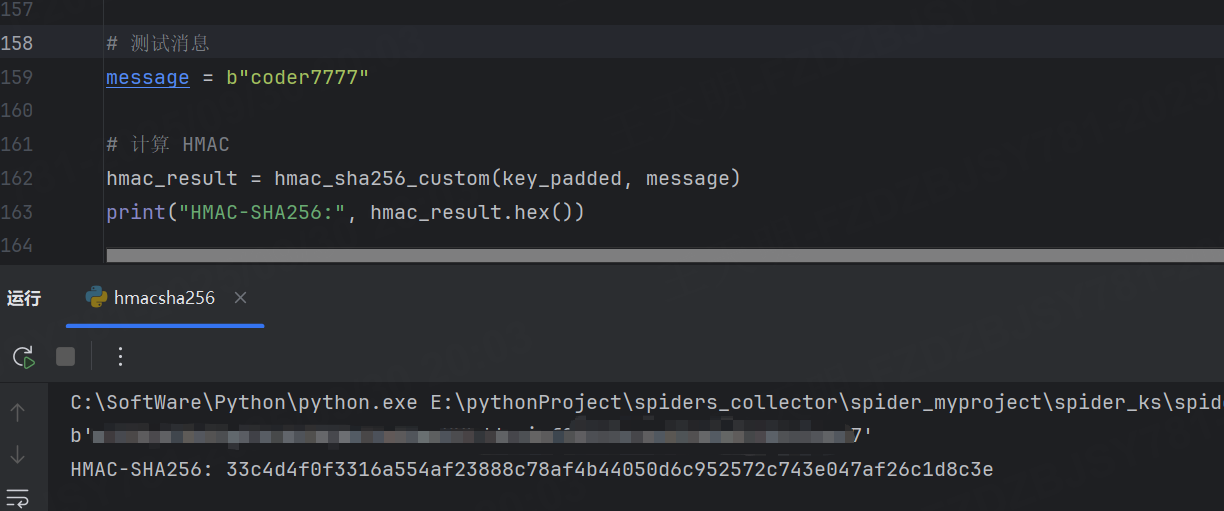 157
158 # 测试消息
159 message = b"coder7777"
160
161 # 计算 HMAC
162 hmac_result = hmac_sha256_custom(key_padded, message)
163 print("HMAC-SHA256:", hmac_result.hex())
164
运行 hmacsha256
C:\SoftWare\Python\python.exe E:\pythonProject\spiders_collector\spider_myproject\spider_ks\spid
b' 7'
HMAC-SHA256: 33c4d4f0f3316a554af23888c78af4b44050d6c952572c743e047af26c1d8c3e